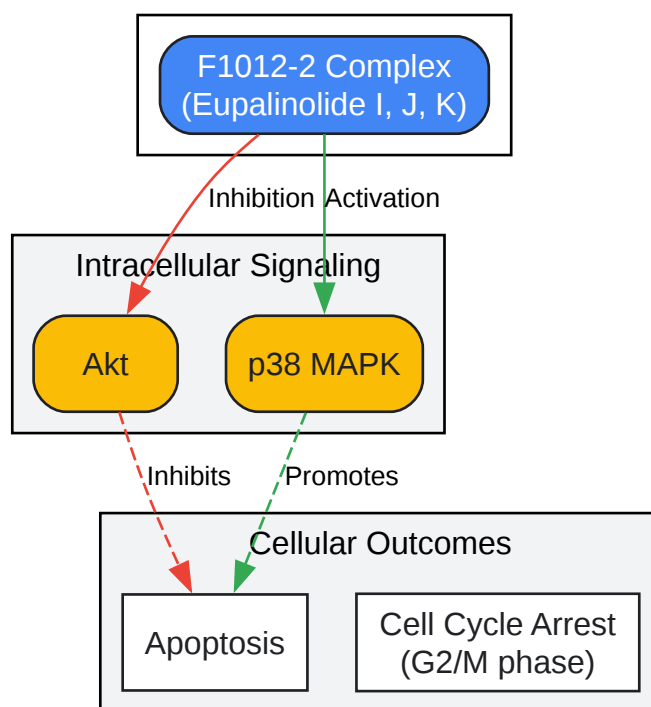 F1012-2 Complex
(Eupalinolide I, J, K)
Inhibition
Activation
Intracellular Signaling
Akt
p38 MAPK
Inhibits
Promotes
Cellular Outcomes
Apoptosis
Cell Cycle Arrest
(G2/M phase)